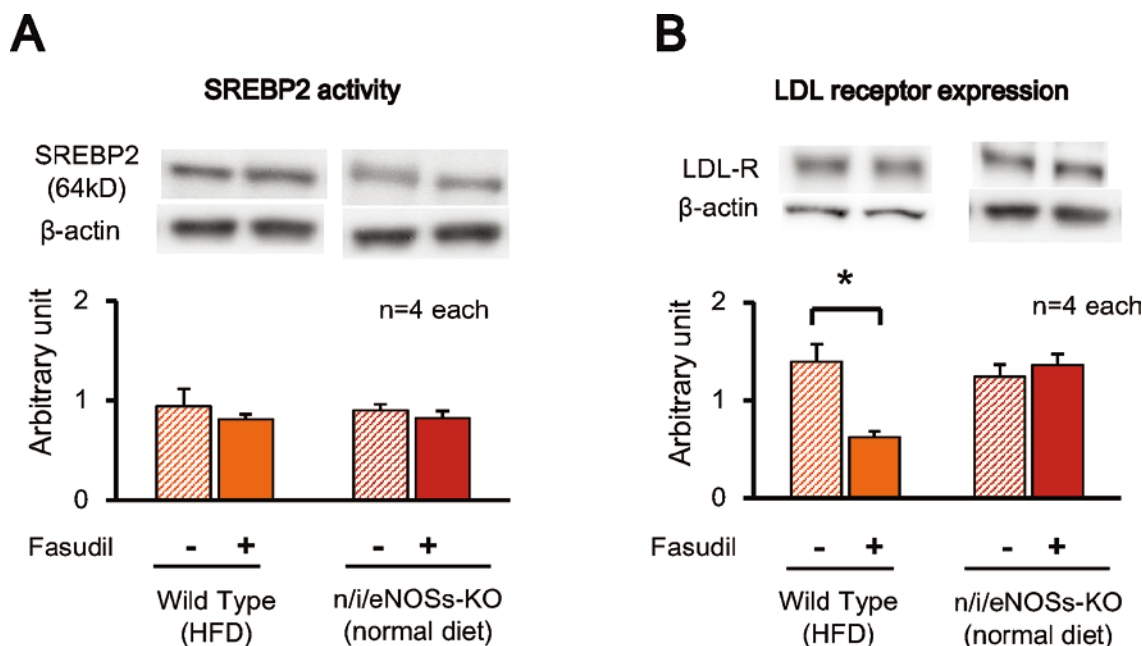 A
SREBP2 activity
SREBP2
(64kD)
β-actin
2
n=4 each
1
0
Arbitrary unit
Fasudil - + - +
Wild Type
(HFD)
n/i/eNOSs-KO
(normal diet)
B
LDL receptor expression
LDL-R
β-actin
*
2
n=4 each
1
0
Arbitrary unit
Fasudil - + - +
Wild Type
(HFD)
n/i/eNOSs-KO
(normal diet)